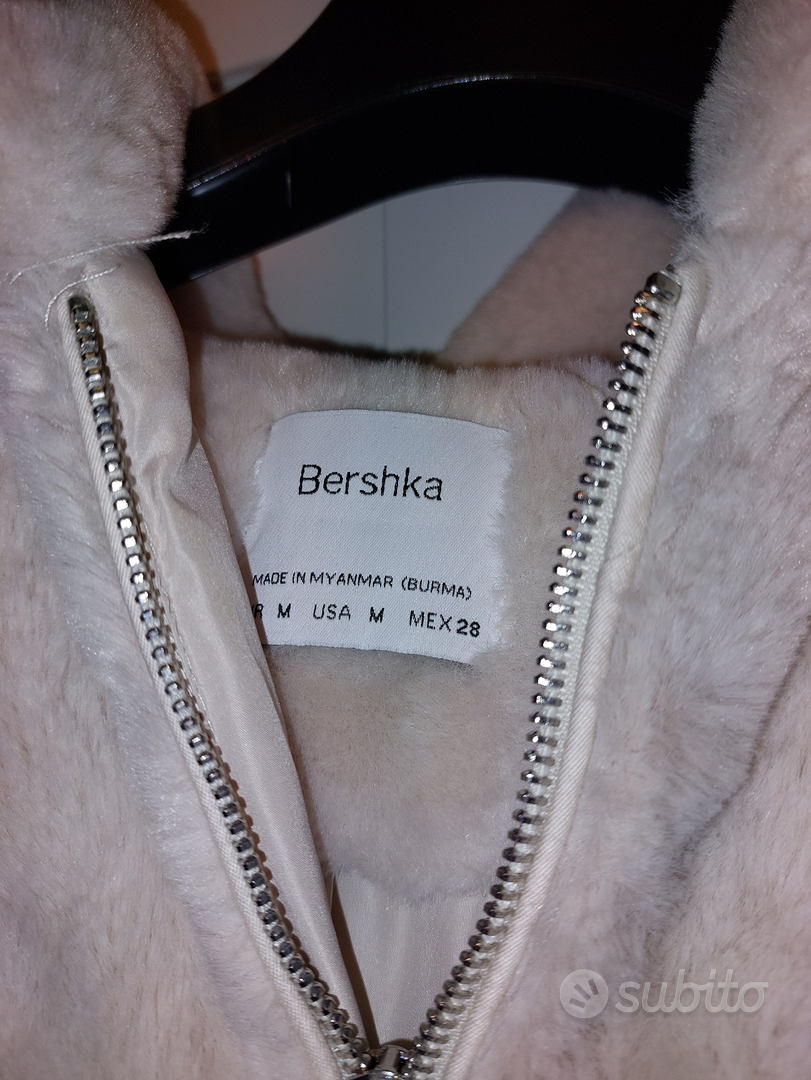 Bershka
MADE IN MYANMAR (BURMA)
M USA M MEX 28
subito